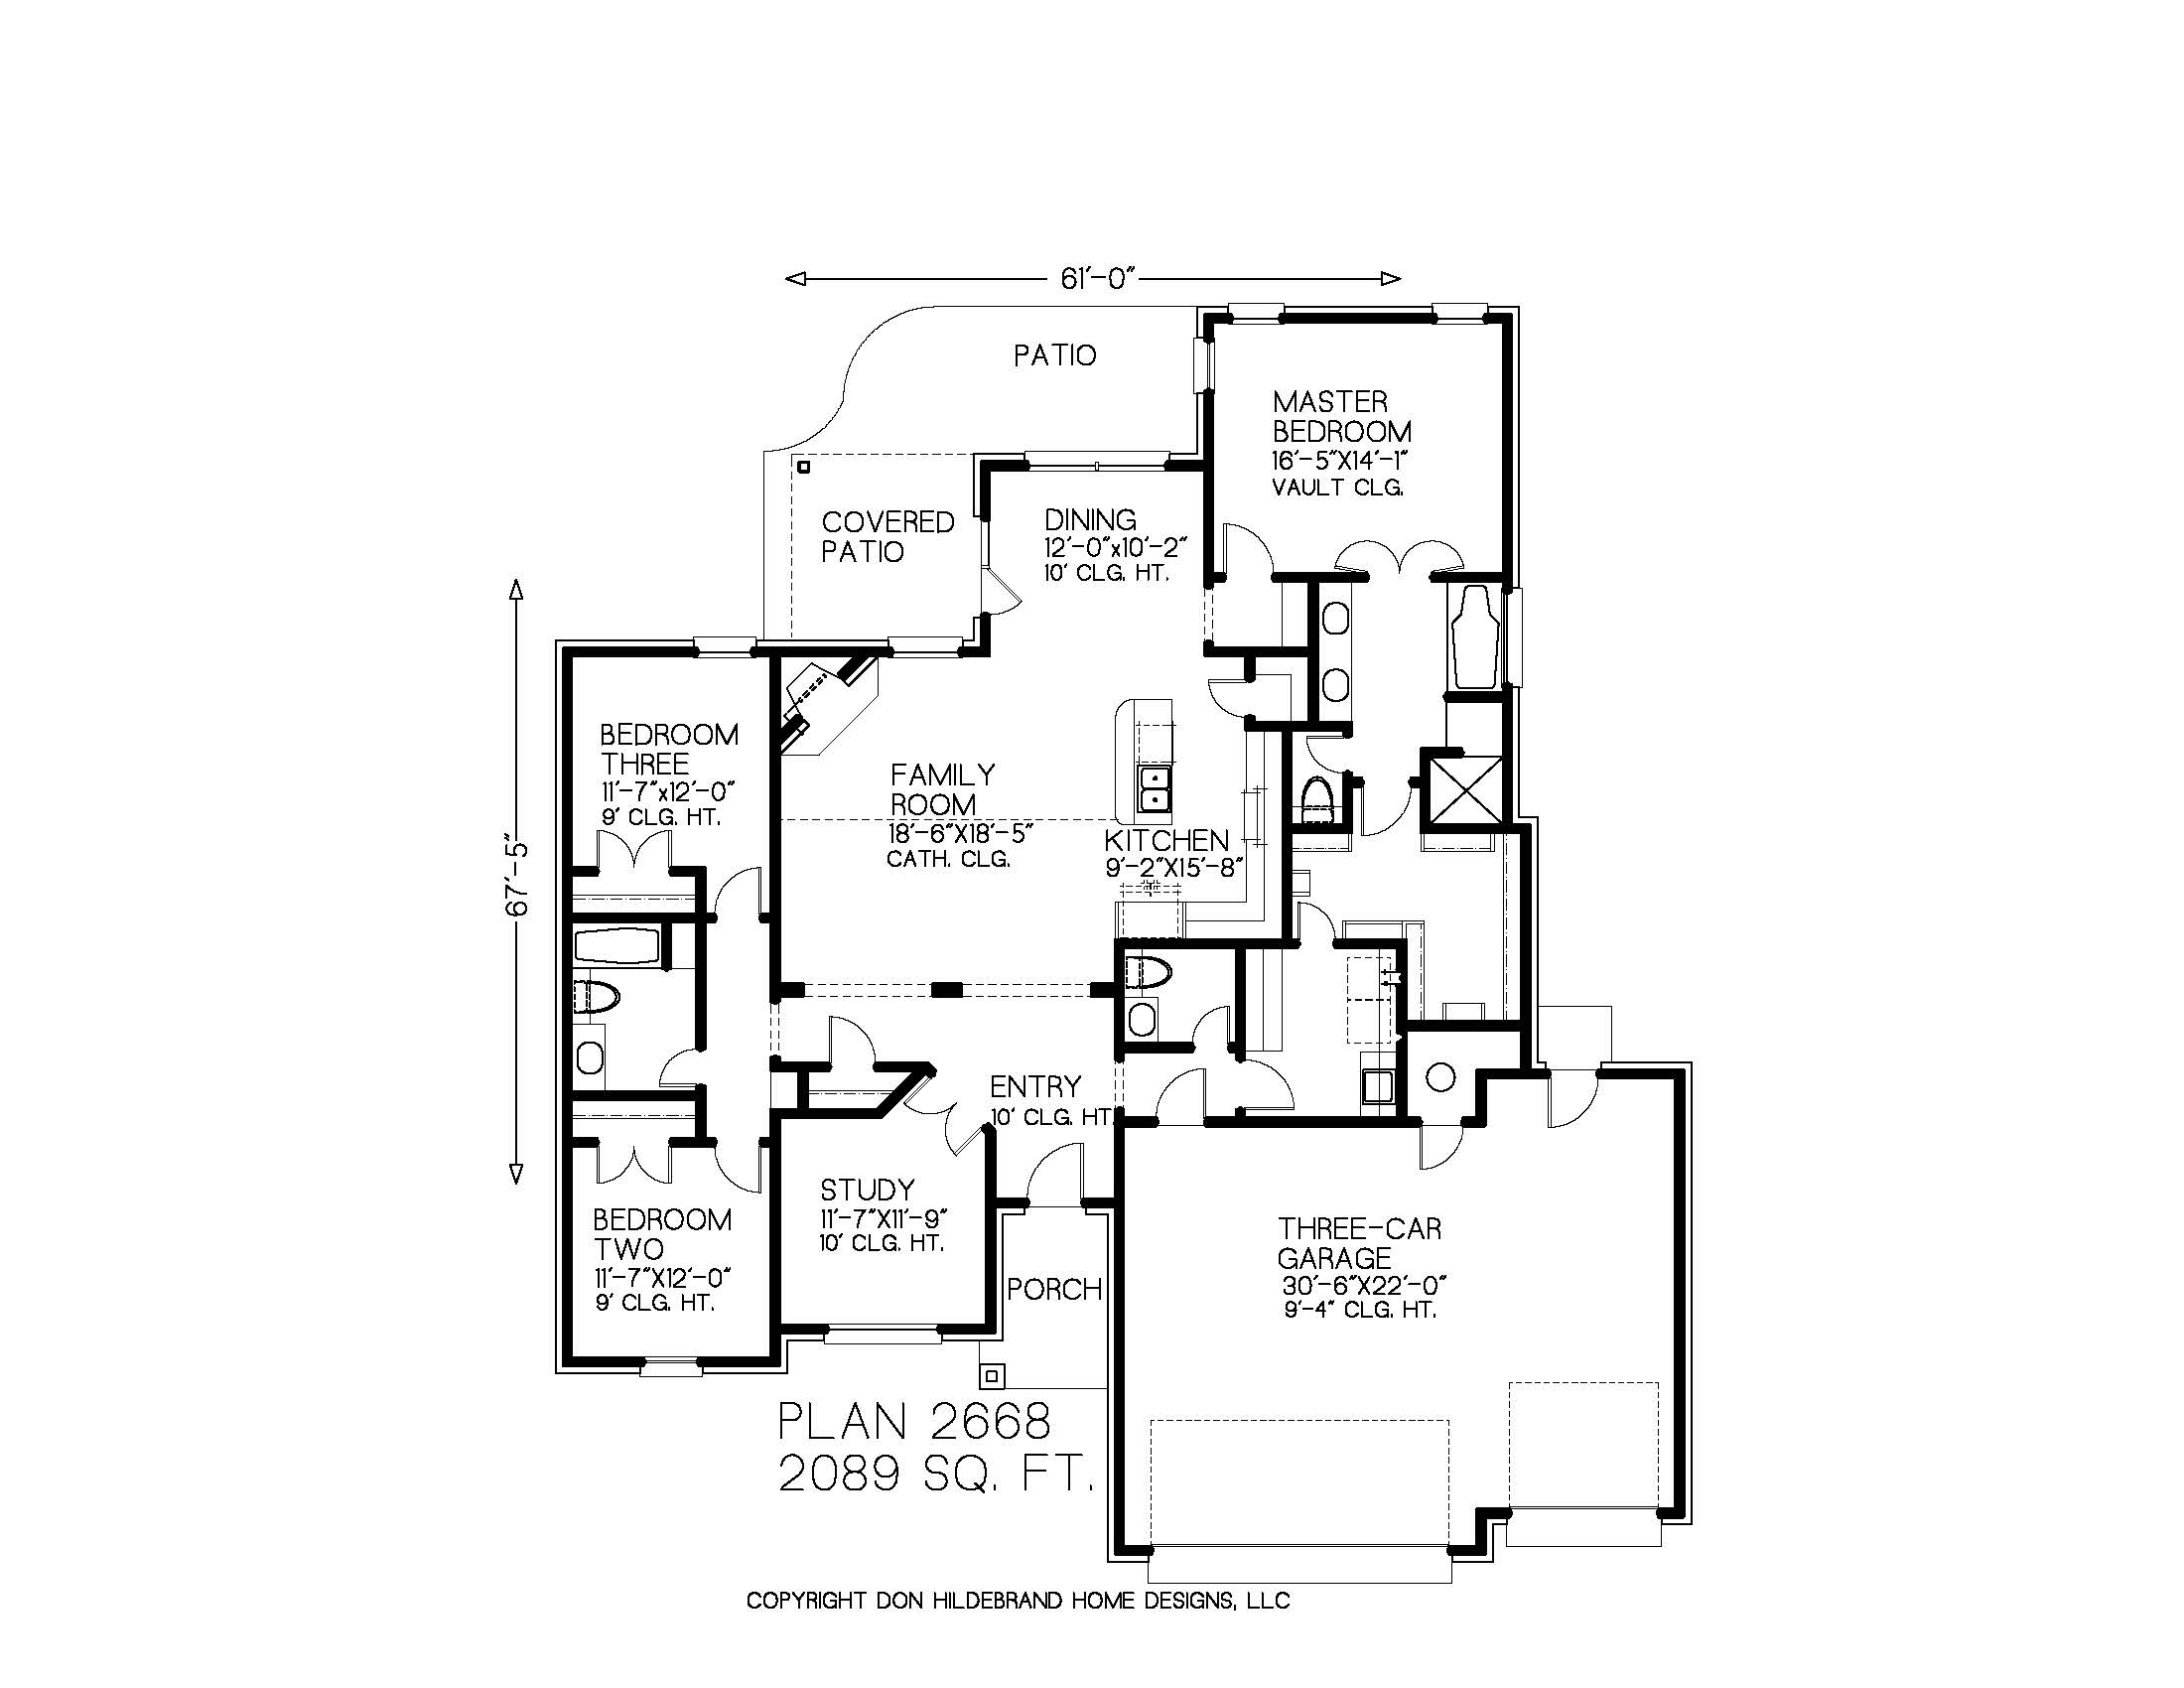 61'-0"
PATIO
MASTER
BEDROOM
16'-5"X14'-1"
VAULT CLG.
COVERED
PATIO
DINING
12'-0"x10'-2"
10' CLG. HT.
67'-5"
BEDROOM
THREE
11'-7"x12'-0"
9' CLG. HT.
FAMILY
ROOM
18'-6"X18'-5"
CATH. CLG.
KITCHEN
9'-2"X15'-8"
ENTRY
10' CLG. HT.
STUDY
11'-7"X11'-9"
10' CLG. HT.
BEDROOM
TWO
11'-7"X12'-0"
9' CLG. HT.
PORCH
THREE-CAR
GARAGE
30'-6"X22'-0"
9'-4" CLG. HT.
PLAN 2668
2089 SQ. FT.
COPYRIGHT DON HILDEBRAND HOME DESIGNS, LLC